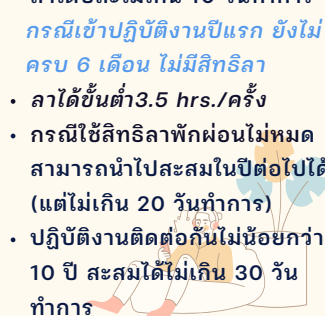 กรณีเข้าปฏิบัติงานปีแรก ยังไม่
ครบ 6 เดือน ไม่มีสิทธิลา
• ลาได้ขั้นต่ำ3.5 hrs./ครั้ง
• กรณีใช้สิทธิลาพักผ่อนไม่หมด
สามารถนำไปสะสมในปีต่อไปได้
(แต่ไม่เกิน 20 วันทำการ)
• ปฏิบัติงานติดต่อกันไม่น้อยกว่า
10 ปี สะสมได้ไม่เกิน 30 วัน
ทำการ